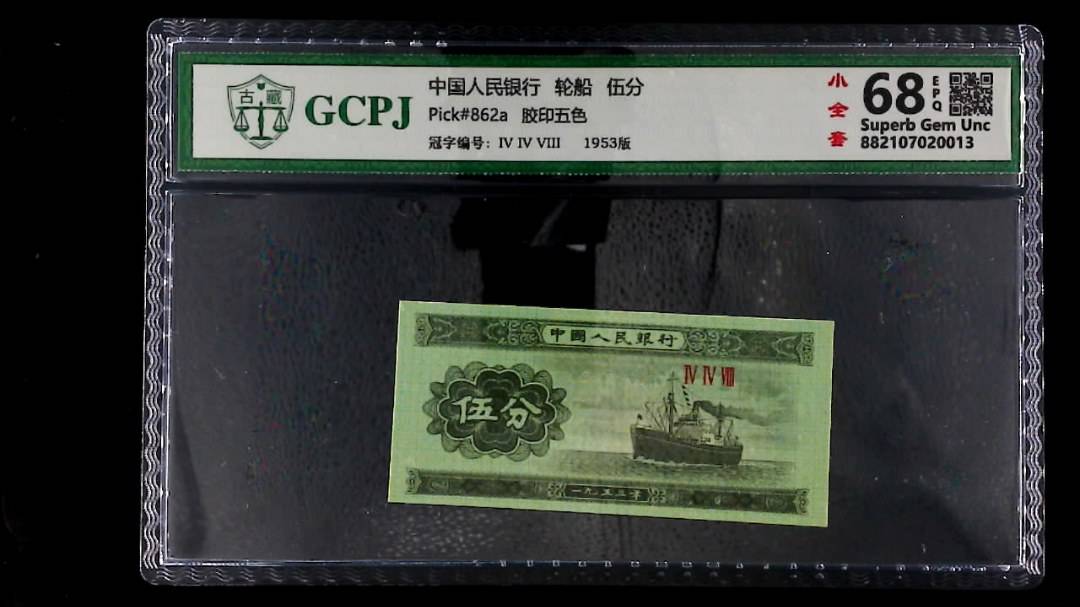 古藏
GCPJ
中国人民银行 轮船 伍分
Pick#862a 胶印五色
冠字编号：IV IV VIII 1953版
小全套
68
EPQ
Superb Gem Unc
882107020013
中國人民銀行
IV IV VIII
伍分
一九五三年